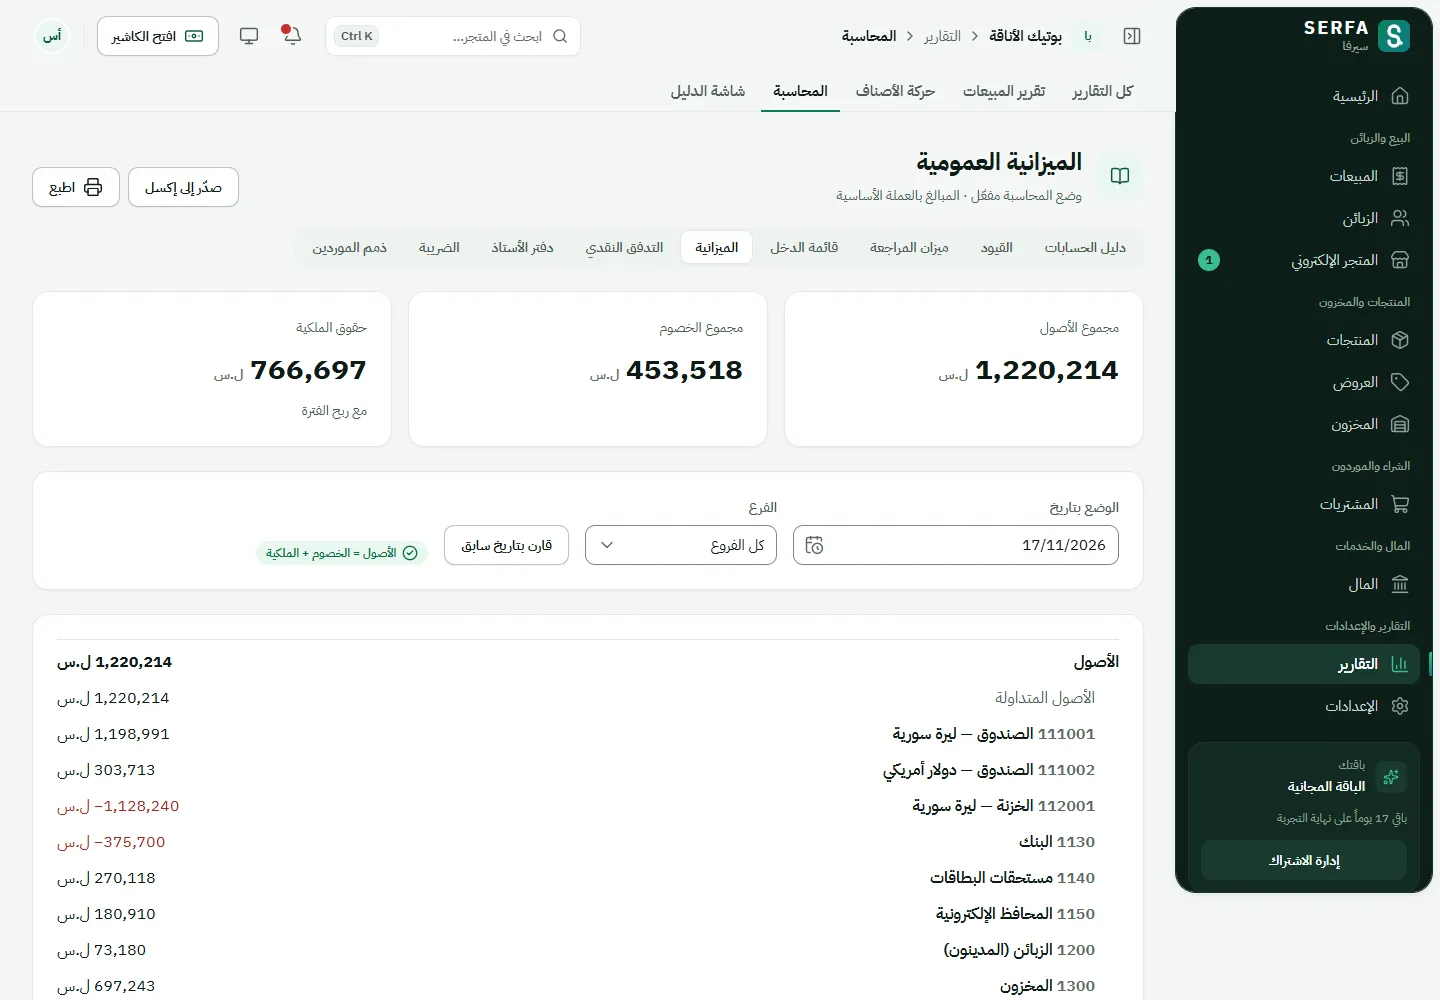 SERFA
سيرفا
الرئيسية
البيع والزبائن
المبيعات
الزبائن
المتجر الإلكتروني
1
المنتجات والمخزون
المنتجات
العروض
المخزون
الشراء والموردون
المشتريات
المال والخدمات
المال
التقارير والإعدادات
التقارير
الإعدادات
باقتك
الباقة المجانية
باقي 17 يوماً على نهاية التجربة
إدارة الاشتراك
با بوتيك الأناقة التقارير المحاسبة
ابحث في المتجر... Ctrl K
افتح الكاشير
أس
كل التقارير تقرير المبيعات حركة الأصناف المحاسبة شاشة الدليل
الميزانية العمومية
وضع المحاسبة مفعّل · المبالغ بالعملة الأساسية
صدّر إلى إكسل اطبع
دليل الحسابات القيود ميزان المراجعة قائمة الدخل الميزانية التدفق النقدي دفتر الأستاذ الضريبة ذمم الموردين
مجموع الأصول
1,220,214 ل.س
مجموع الخصوم
453,518 ل.س
حقوق الملكية
766,697 ل.س
مع ربح الفترة
الوضع بتاريخ
17/11/2026
الفرع
كل الفروع
قارن بتاريخ سابق
الأصول = الخصوم + الملكية
الأصول 1,220,214 ل.س
الأصول المتداولة 1,220,214 ل.س
111001 الصندوق — ليرة سورية 1,198,991 ل.س
111002 الصندوق — دولار أمريكي 303,713 ل.س
112001 الخزنة — ليرة سورية −1,128,240 ل.س
1130 البنك −375,700 ل.س
1140 مستحقات البطاقات 270,118 ل.س
1150 المحافظ الإلكترونية 180,910 ل.س
1200 الزبائن (المدينون) 73,180 ل.س
1300 المخزون 697,243 ل.س